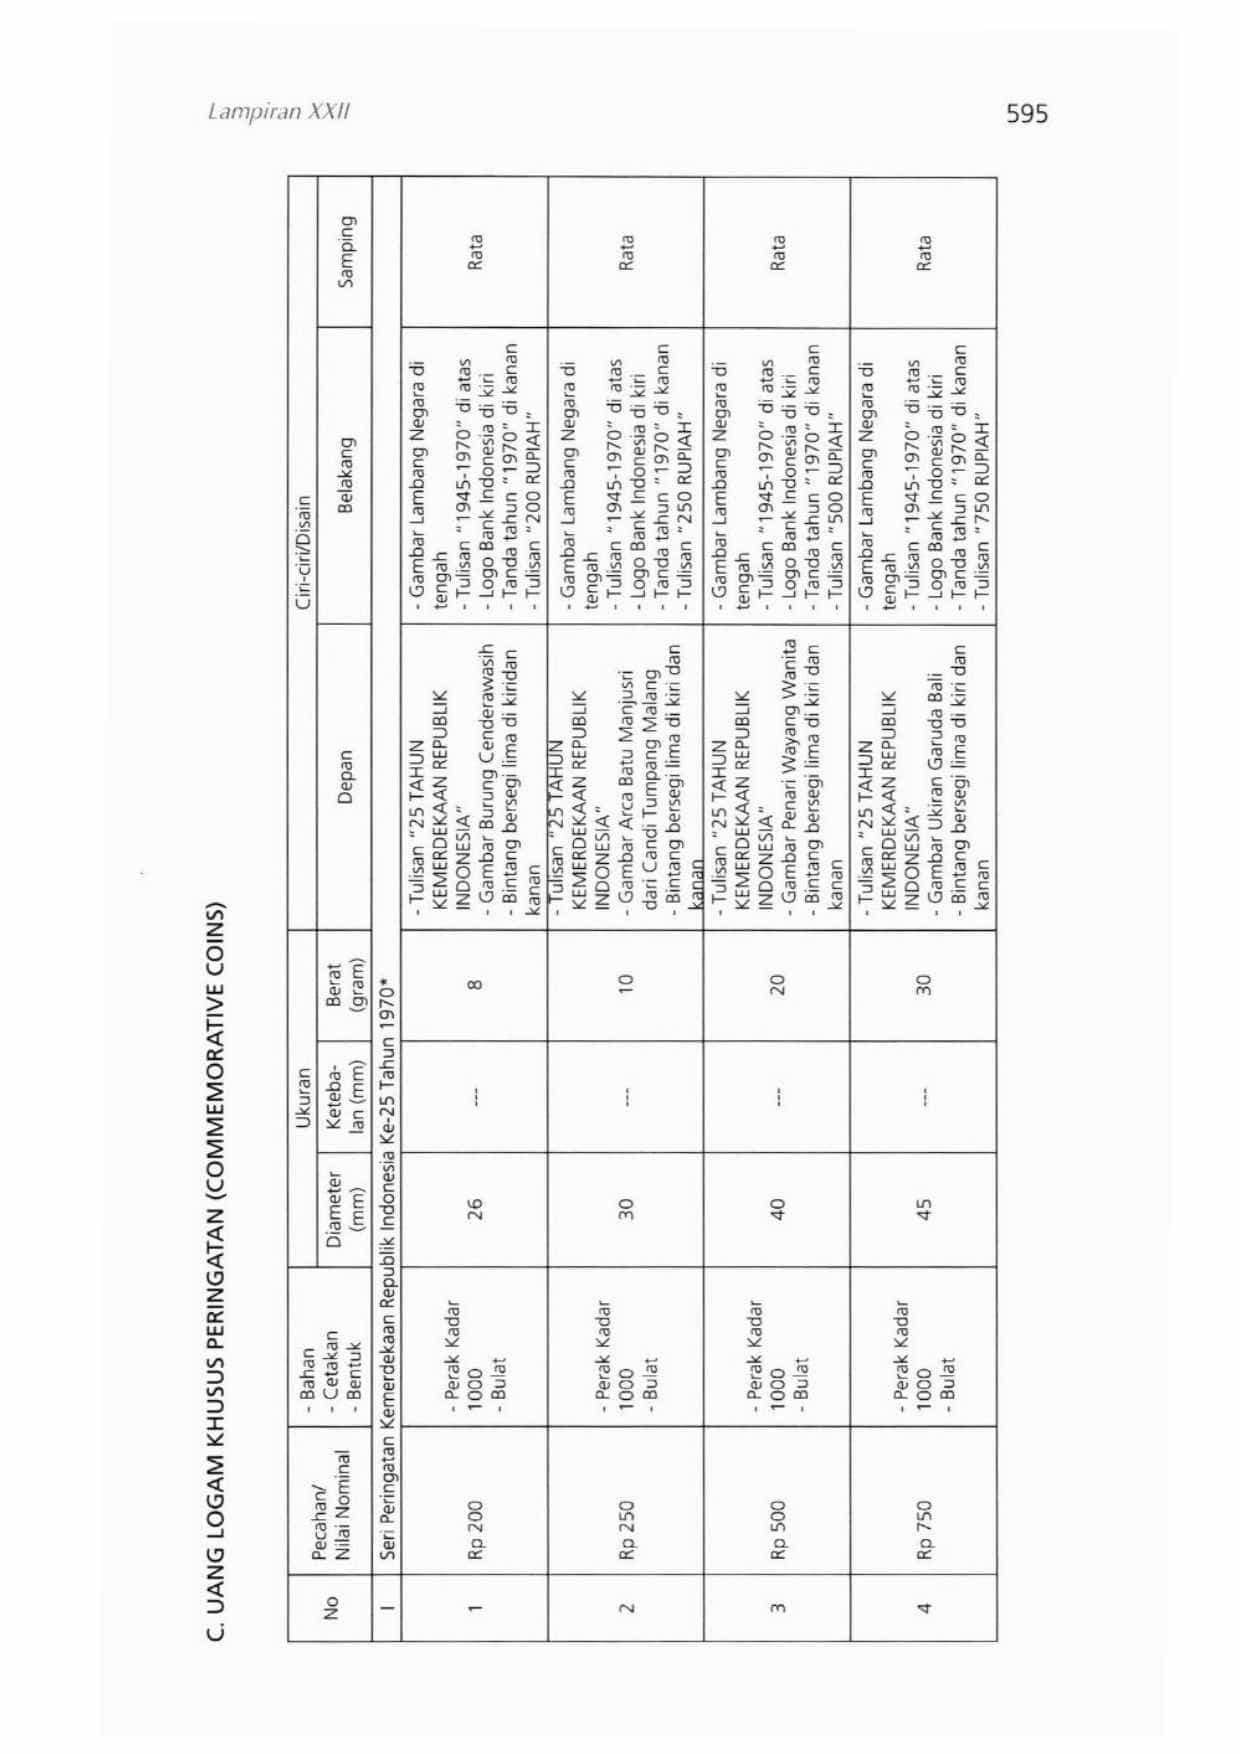 Lampiran XXII
595
C. UANG LOGAM KHUSUS PERINGATAN (COMMEMORATIVE COINS)
No
Pecahan/
Nilai Nominal
- Bahan
- Cetakan
- Bentuk
Ukuran
Diameter
(mm)
Keteba-
lan (mm)
Berat
(gram)
Ciri-ciri/Disain
Depan
Belakang
Samping
I
Seri Peringatan Kemerdekaan Republik Indonesia Ke-25 Tahun 1970*
1
Rp 200
- Perak Kadar
1000
- Bulat
26
---
8
- Tulisan "25 TAHUN
KEMERDEKAAN REPUBLIK
INDONESIA"
- Gambar Burung Cenderawasih
- Bintang bersegi lima di kiridan
kanan
- Gambar Lambang Negara di
tengah
- Tulisan "1945-1970" di atas
- Logo Bank Indonesia di kiri
- Tanda tahun "1970" di kanan
- Tulisan "200 RUPIAH"
Rata
2
Rp 250
- Perak Kadar
1000
- Bulat
30
---
10
- Tulisan "25 TAHUN
KEMERDEKAAN REPUBLIK
INDONESIA"
- Gambar Arca Batu Manjusri
dari Candi Tumpang Malang
- Bintang bersegi lima di kiri dan
kanan
- Gambar Lambang Negara di
tengah
- Tulisan "1945-1970" di atas
- Logo Bank Indonesia di kiri
- Tanda tahun "1970" di kanan
- Tulisan "250 RUPIAH"
Rata
3
Rp 500
- Perak Kadar
1000
- Bulat
40
---
20
- Tulisan "25 TAHUN
KEMERDEKAAN REPUBLIK
INDONESIA"
- Gambar Penari Wayang Wanita
- Bintang bersegi lima di kiri dan
kanan
- Gambar Lambang Negara di
tengah
- Tulisan "1945-1970" di atas
- Logo Bank Indonesia di kiri
- Tanda tahun "1970" di kanan
- Tulisan "500 RUPIAH"
Rata
4
Rp 750
- Perak Kadar
1000
- Bulat
45
---
30
- Tulisan "25 TAHUN
KEMERDEKAAN REPUBLIK
INDONESIA"
- Gambar Ukiran Garuda Bali
- Bintang bersegi lima di kiri dan
kanan
- Gambar Lambang Negara di
tengah
- Tulisan "1945-1970" di atas
- Logo Bank Indonesia di kiri
- Tanda tahun "1970" di kanan
- Tulisan "750 RUPIAH"
Rata